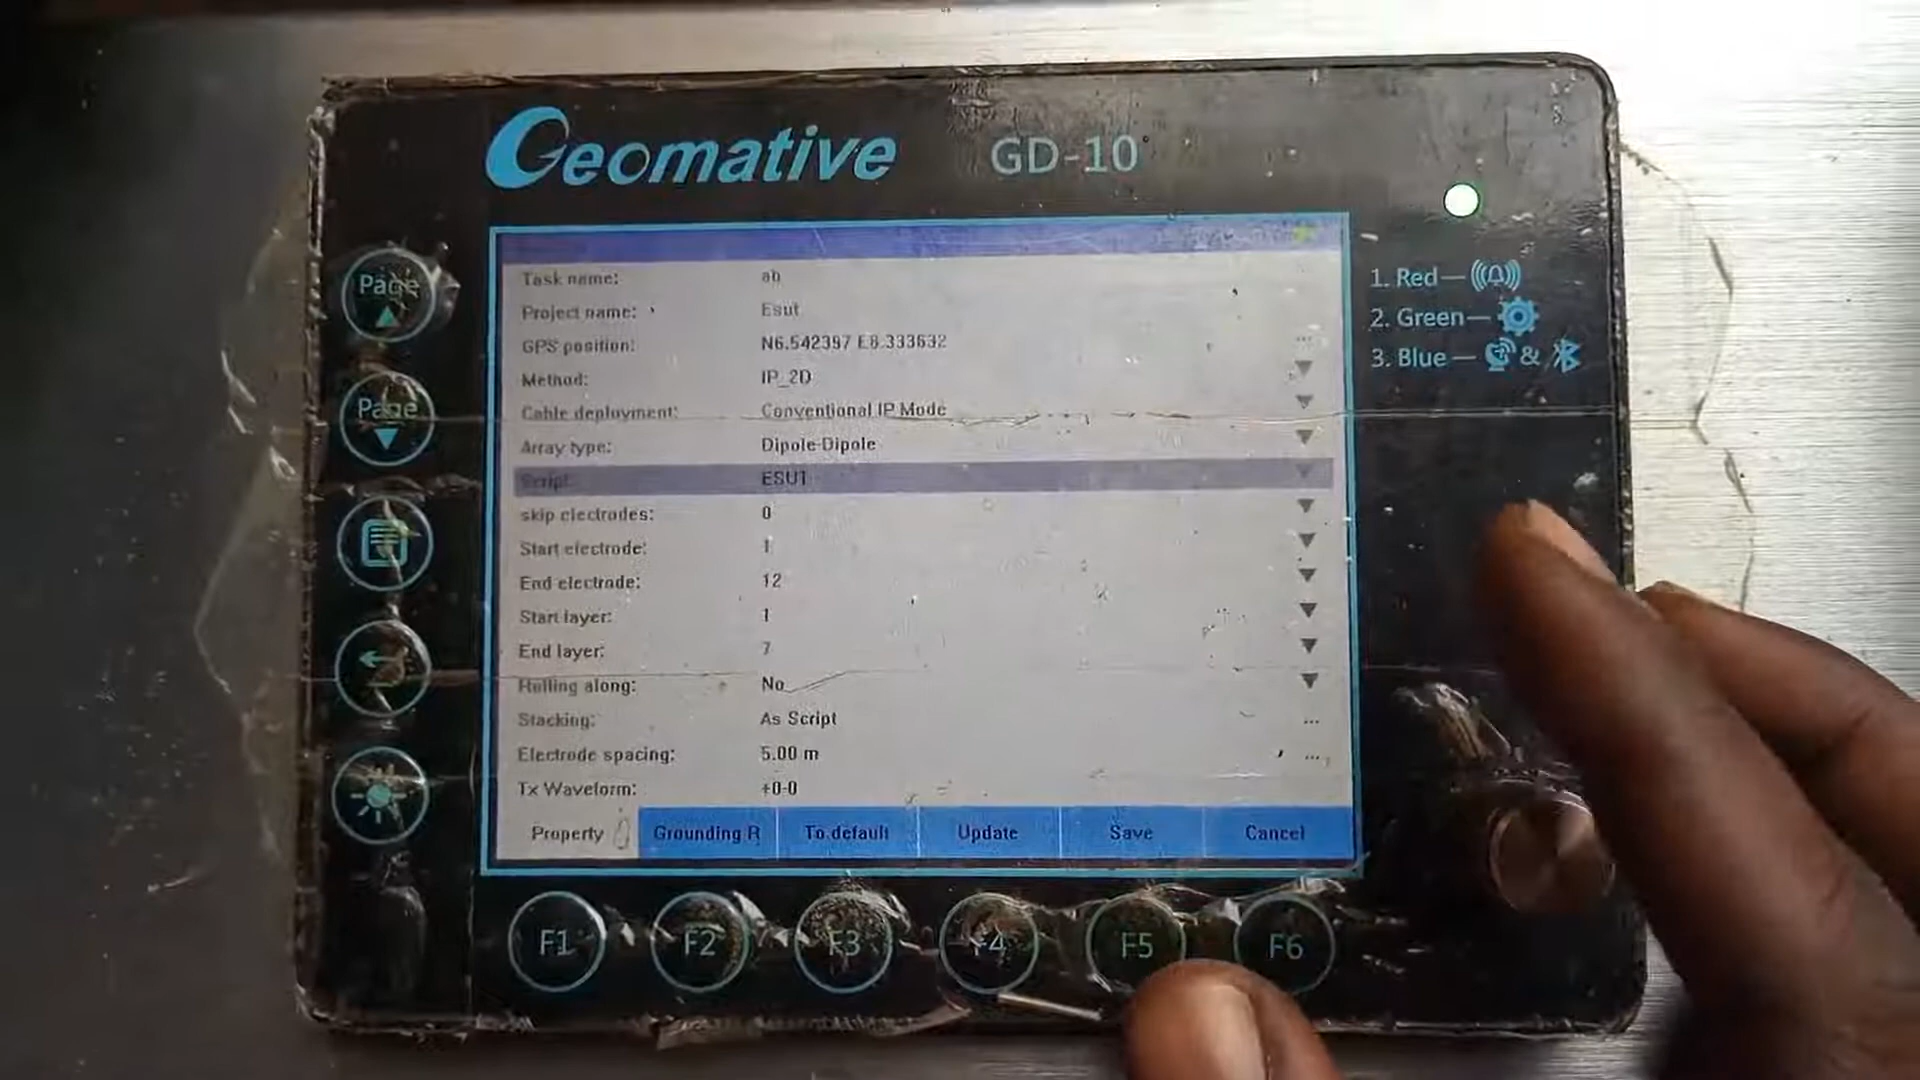 Geomative GD-10
Page
Page
1. Red—
2. Green—
3. Blue — &
Task name: ab
Project name: Esut
GPS position: N6.542397 E8.333632
Method: IP_2D
Cable deployment: Conventional IP Mode
Array type: Dipole-Dipole
Script: ESUT
skip electrodes: 0
Start electrode: 1
End electrode: 12
Start layer: 1
End layer: 7
Rolling along: No
Stacking: As Script ...
Electrode spacing: 5.00 m ...
Tx Waveform: +0-0
Property Grounding R To default Update Save Cancel
F1 F2 F3 F4 F5 F6